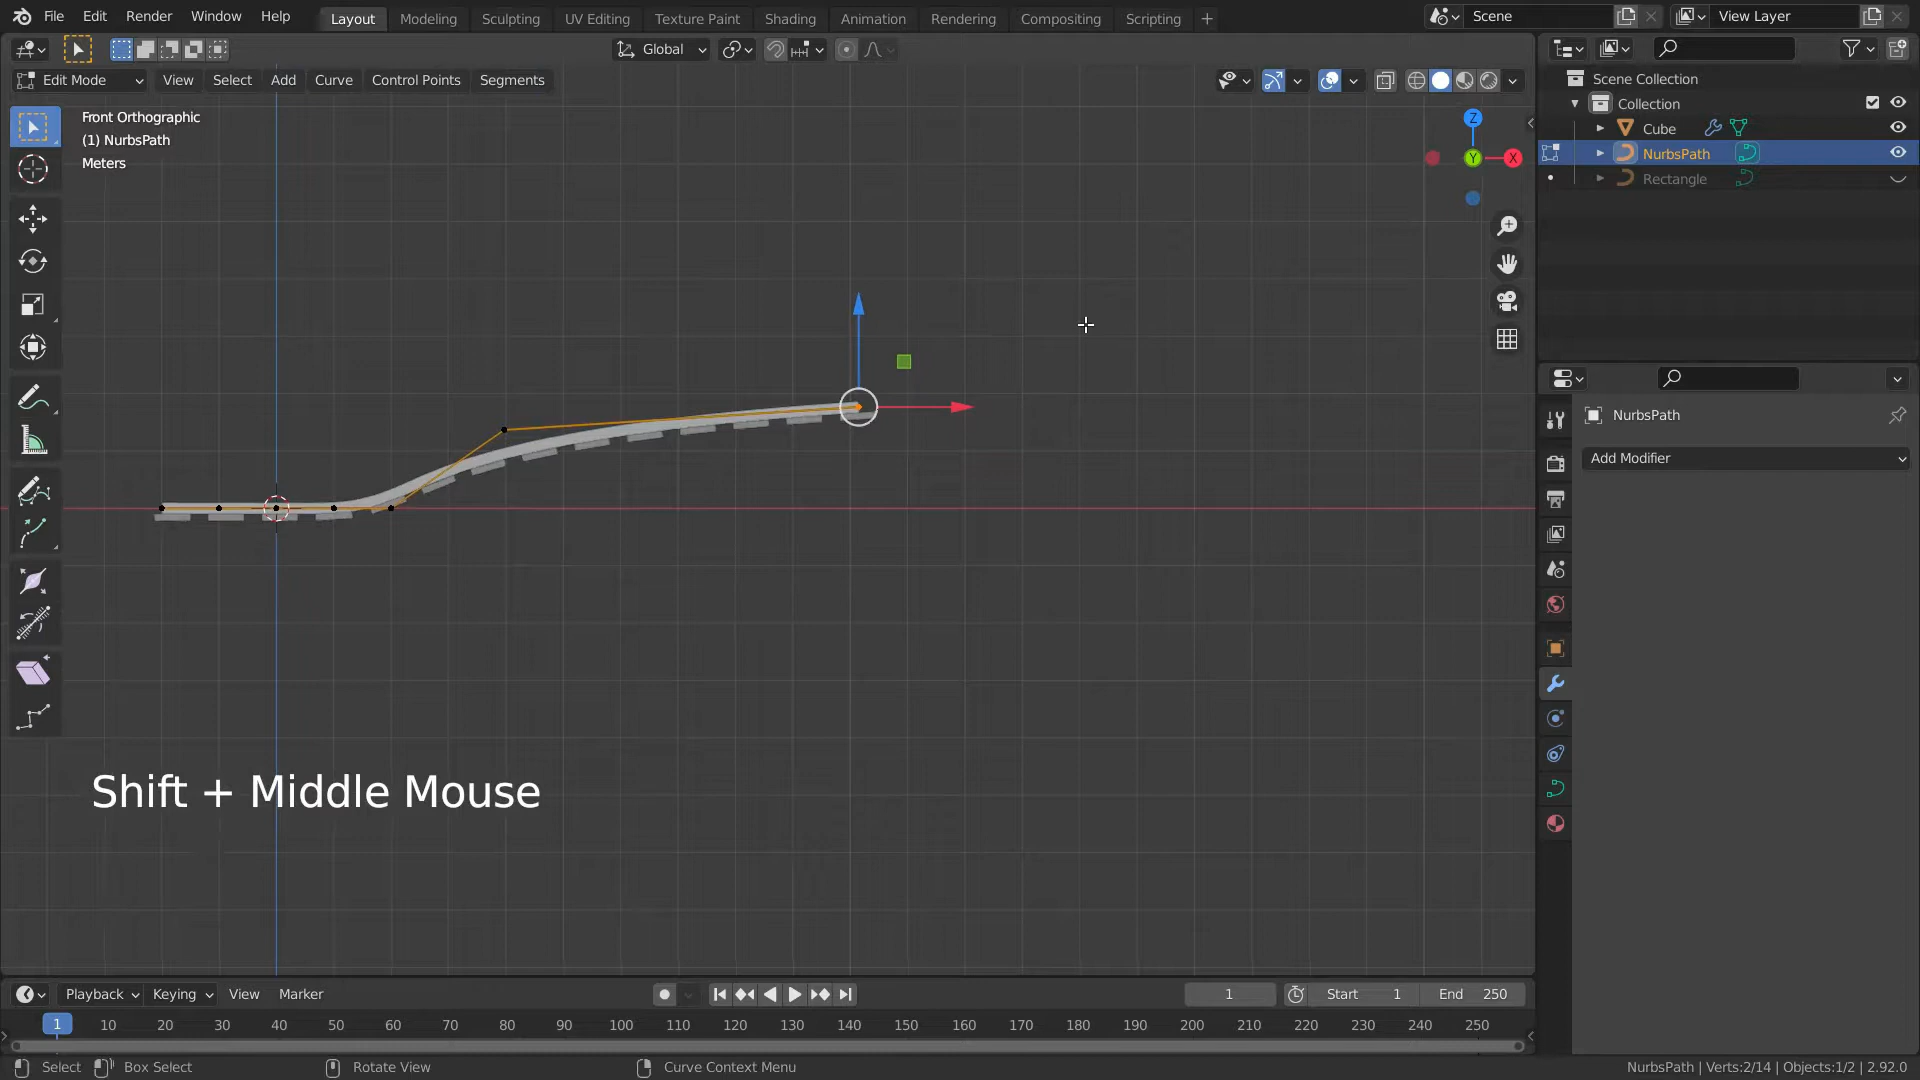 File Edit Render Window Help Layout Modeling Sculpting UV Editing Texture Paint Shading Animation Rendering Compositing Scripting + Scene View Layer
Global
Edit Mode View Select Add Curve Control Points Segments
Front Orthographic
(1) NurbsPath
Meters
Z
Y
X
Scene Collection
Collection
Cube
NurbsPath
Rectangle
NurbsPath
Add Modifier
Shift + Middle Mouse
Playback Keying View Marker 1 Start 1 End 250
1 10 20 30 40 50 60 70 80 90 100 110 120 130 140 150 160 170 180 190 200 210 220 230 240 250
Select Box Select Rotate View Curve Context Menu NurbsPath | Verts:2/14 | Objects:1/2 | 2.92.0